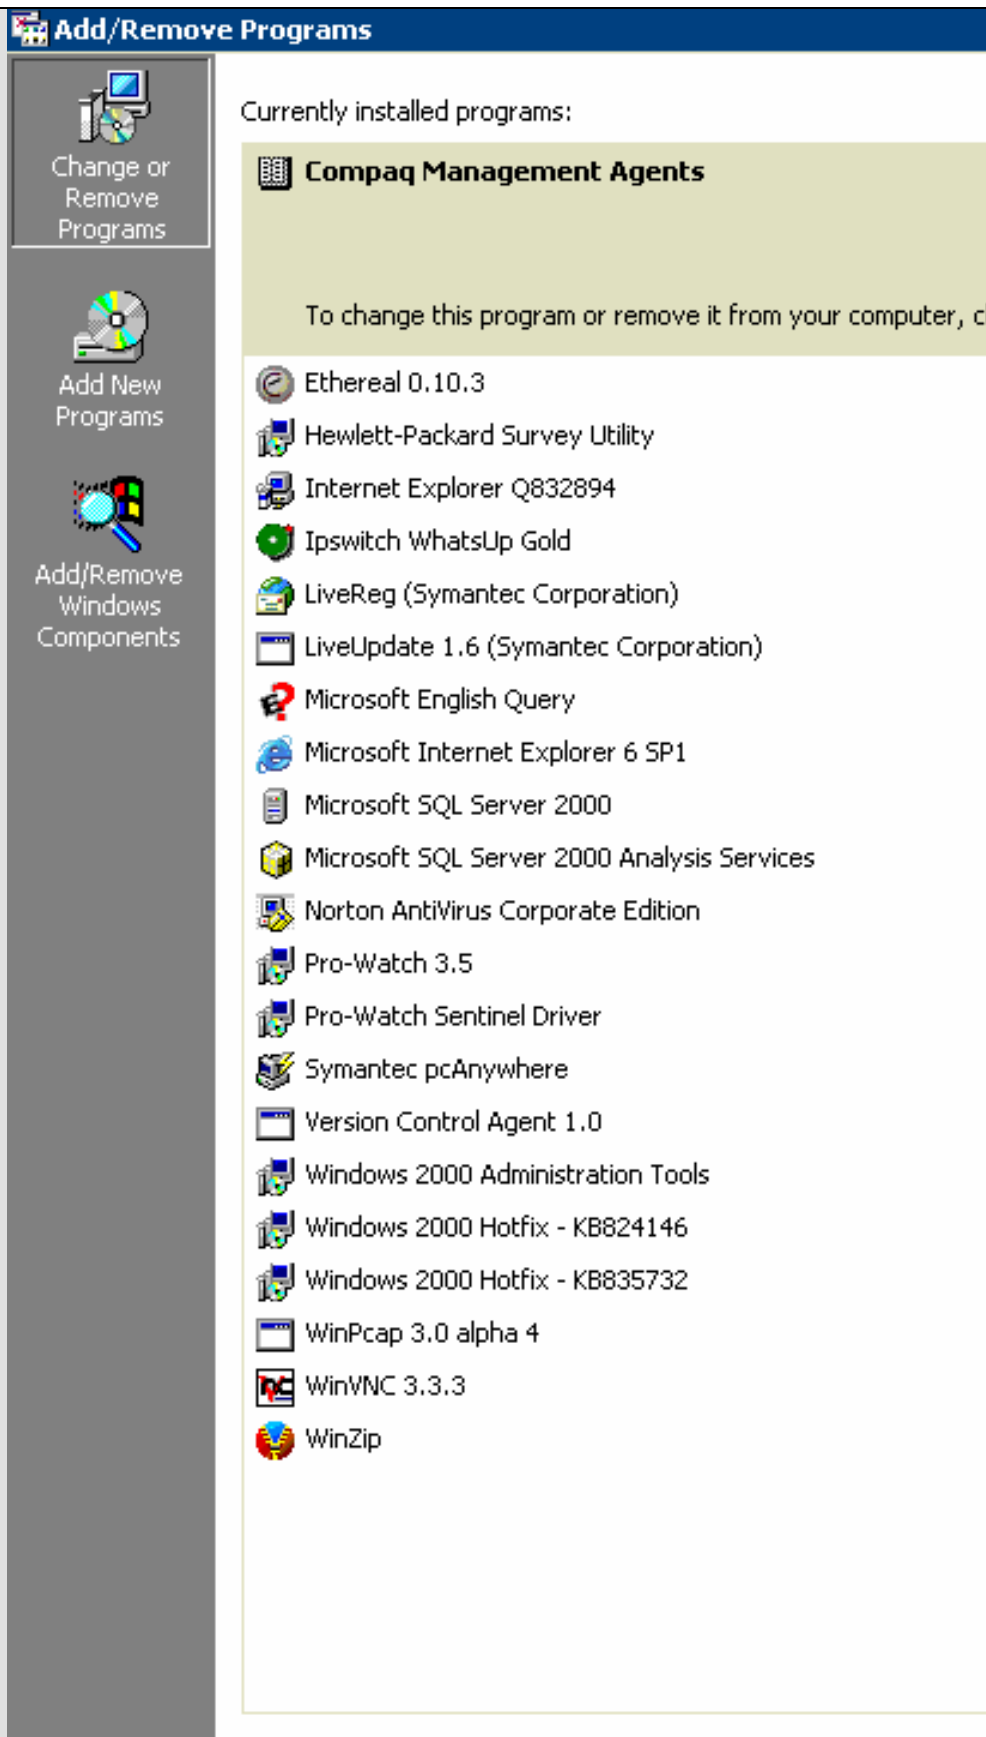 Add/Remove Programs
Change or
Remove
Programs
Add New
Programs
Add/Remove
Windows
Components
Currently installed programs:
Compaq Management Agents
To change this program or remove it from your computer, cl
Ethereal 0.10.3
Hewlett-Packard Survey Utility
Internet Explorer Q832894
Ipswitch WhatsUp Gold
LiveReg (Symantec Corporation)
LiveUpdate 1.6 (Symantec Corporation)
Microsoft English Query
Microsoft Internet Explorer 6 SP1
Microsoft SQL Server 2000
Microsoft SQL Server 2000 Analysis Services
Norton AntiVirus Corporate Edition
Pro-Watch 3.5
Pro-Watch Sentinel Driver
Symantec pcAnywhere
Version Control Agent 1.0
Windows 2000 Administration Tools
Windows 2000 Hotfix - KB824146
Windows 2000 Hotfix - KB835732
WinPcap 3.0 alpha 4
WinVNC 3.3.3
WinZip